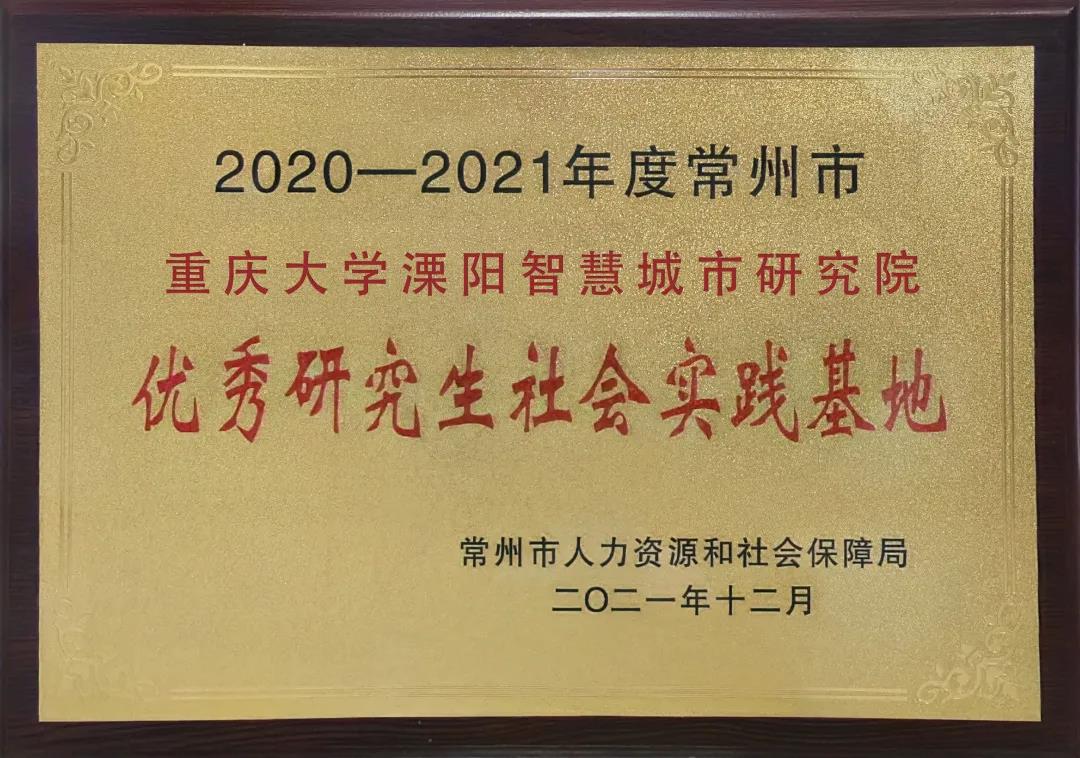 2020—2021年度常州市
重庆大学溧阳智慧城市研究院
优秀研究生社会实践基地
常州市人力资源和社会保障局
二〇二一年十二月